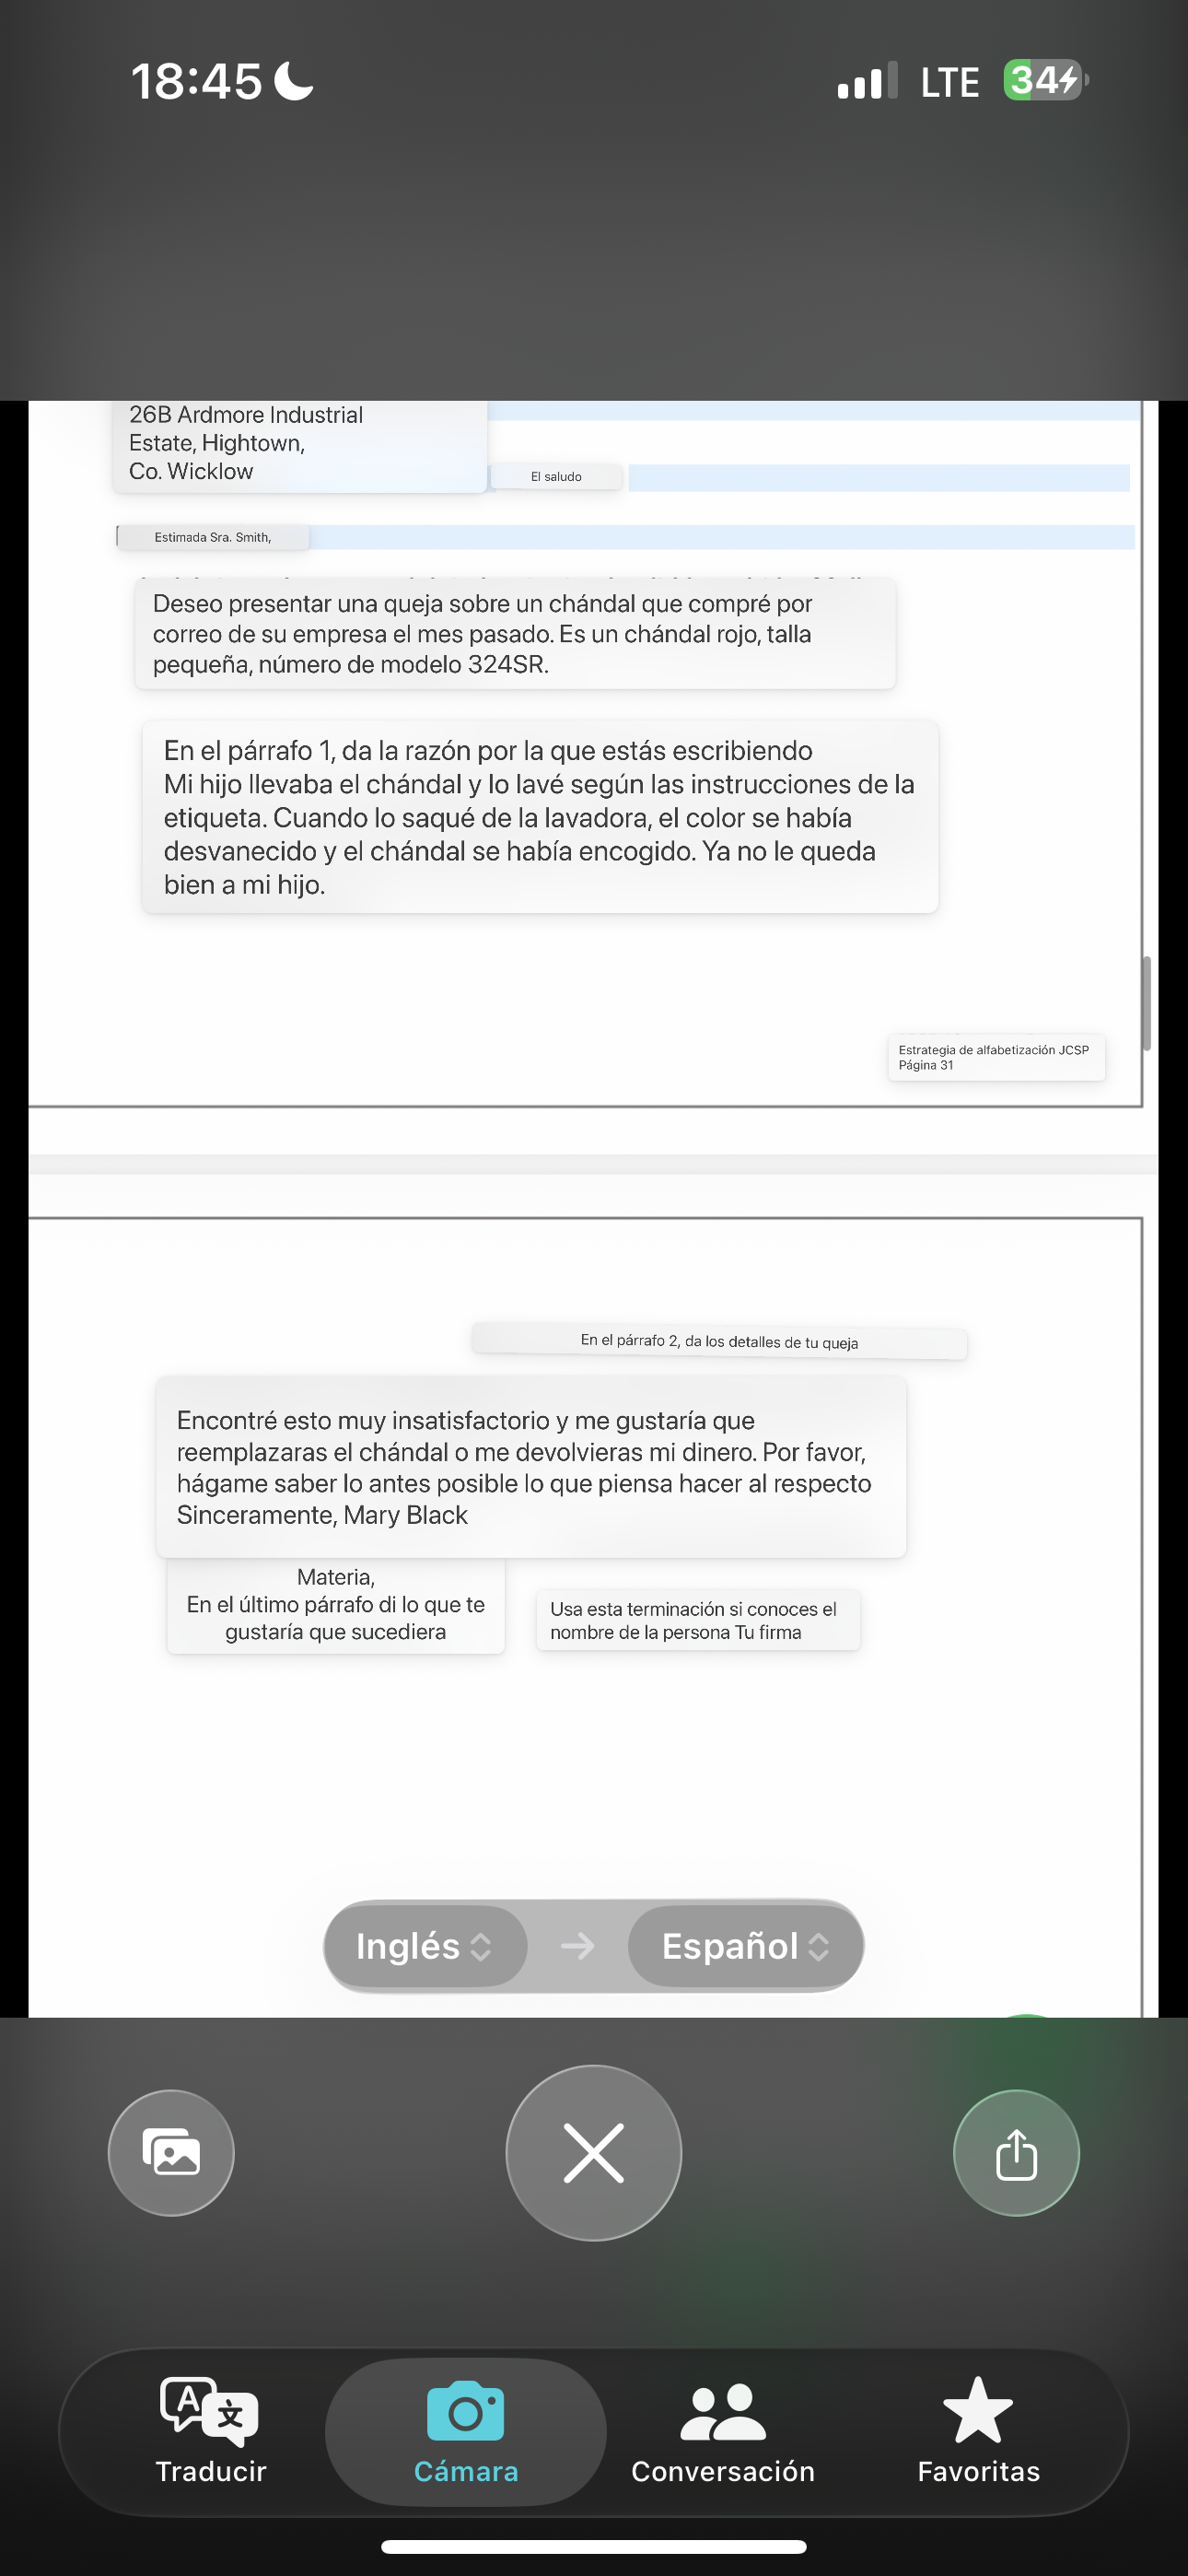 18:45
LTE
34
26B Ardmore Industrial
Estate, Hightown,
Co. Wicklow
El saludo
Estimada Sra. Smith,
Deseo presentar una queja sobre un chándal que compré por
correo de su empresa el mes pasado. Es un chándal rojo, talla
pequeña, número de modelo 324SR.
En el párrafo 1, da la razón por la que estás escribiendo
Mi hijo llevaba el chándal y lo lavé según las instrucciones de la
etiqueta. Cuando lo saqué de la lavadora, el color se había
desvanecido y el chándal se había encogido. Ya no le queda
bien a mi hijo.
Estrategia de alfabetización JCSP
Página 31
En el párrafo 2, da los detalles de tu queja
Encontré esto muy insatisfactorio y me gustaría que
reemplazaras el chándal o me devolvieras mi dinero. Por favor,
hágame saber lo antes posible lo que piensa hacer al respecto
Sinceramente, Mary Black
Materia,
En el último párrafo di lo que te
gustaría que sucediera
Usa esta terminación si conoces el
nombre de la persona Tu firma
Inglés → Español
A 文
Traducir
Cámara
Conversación
Favoritas